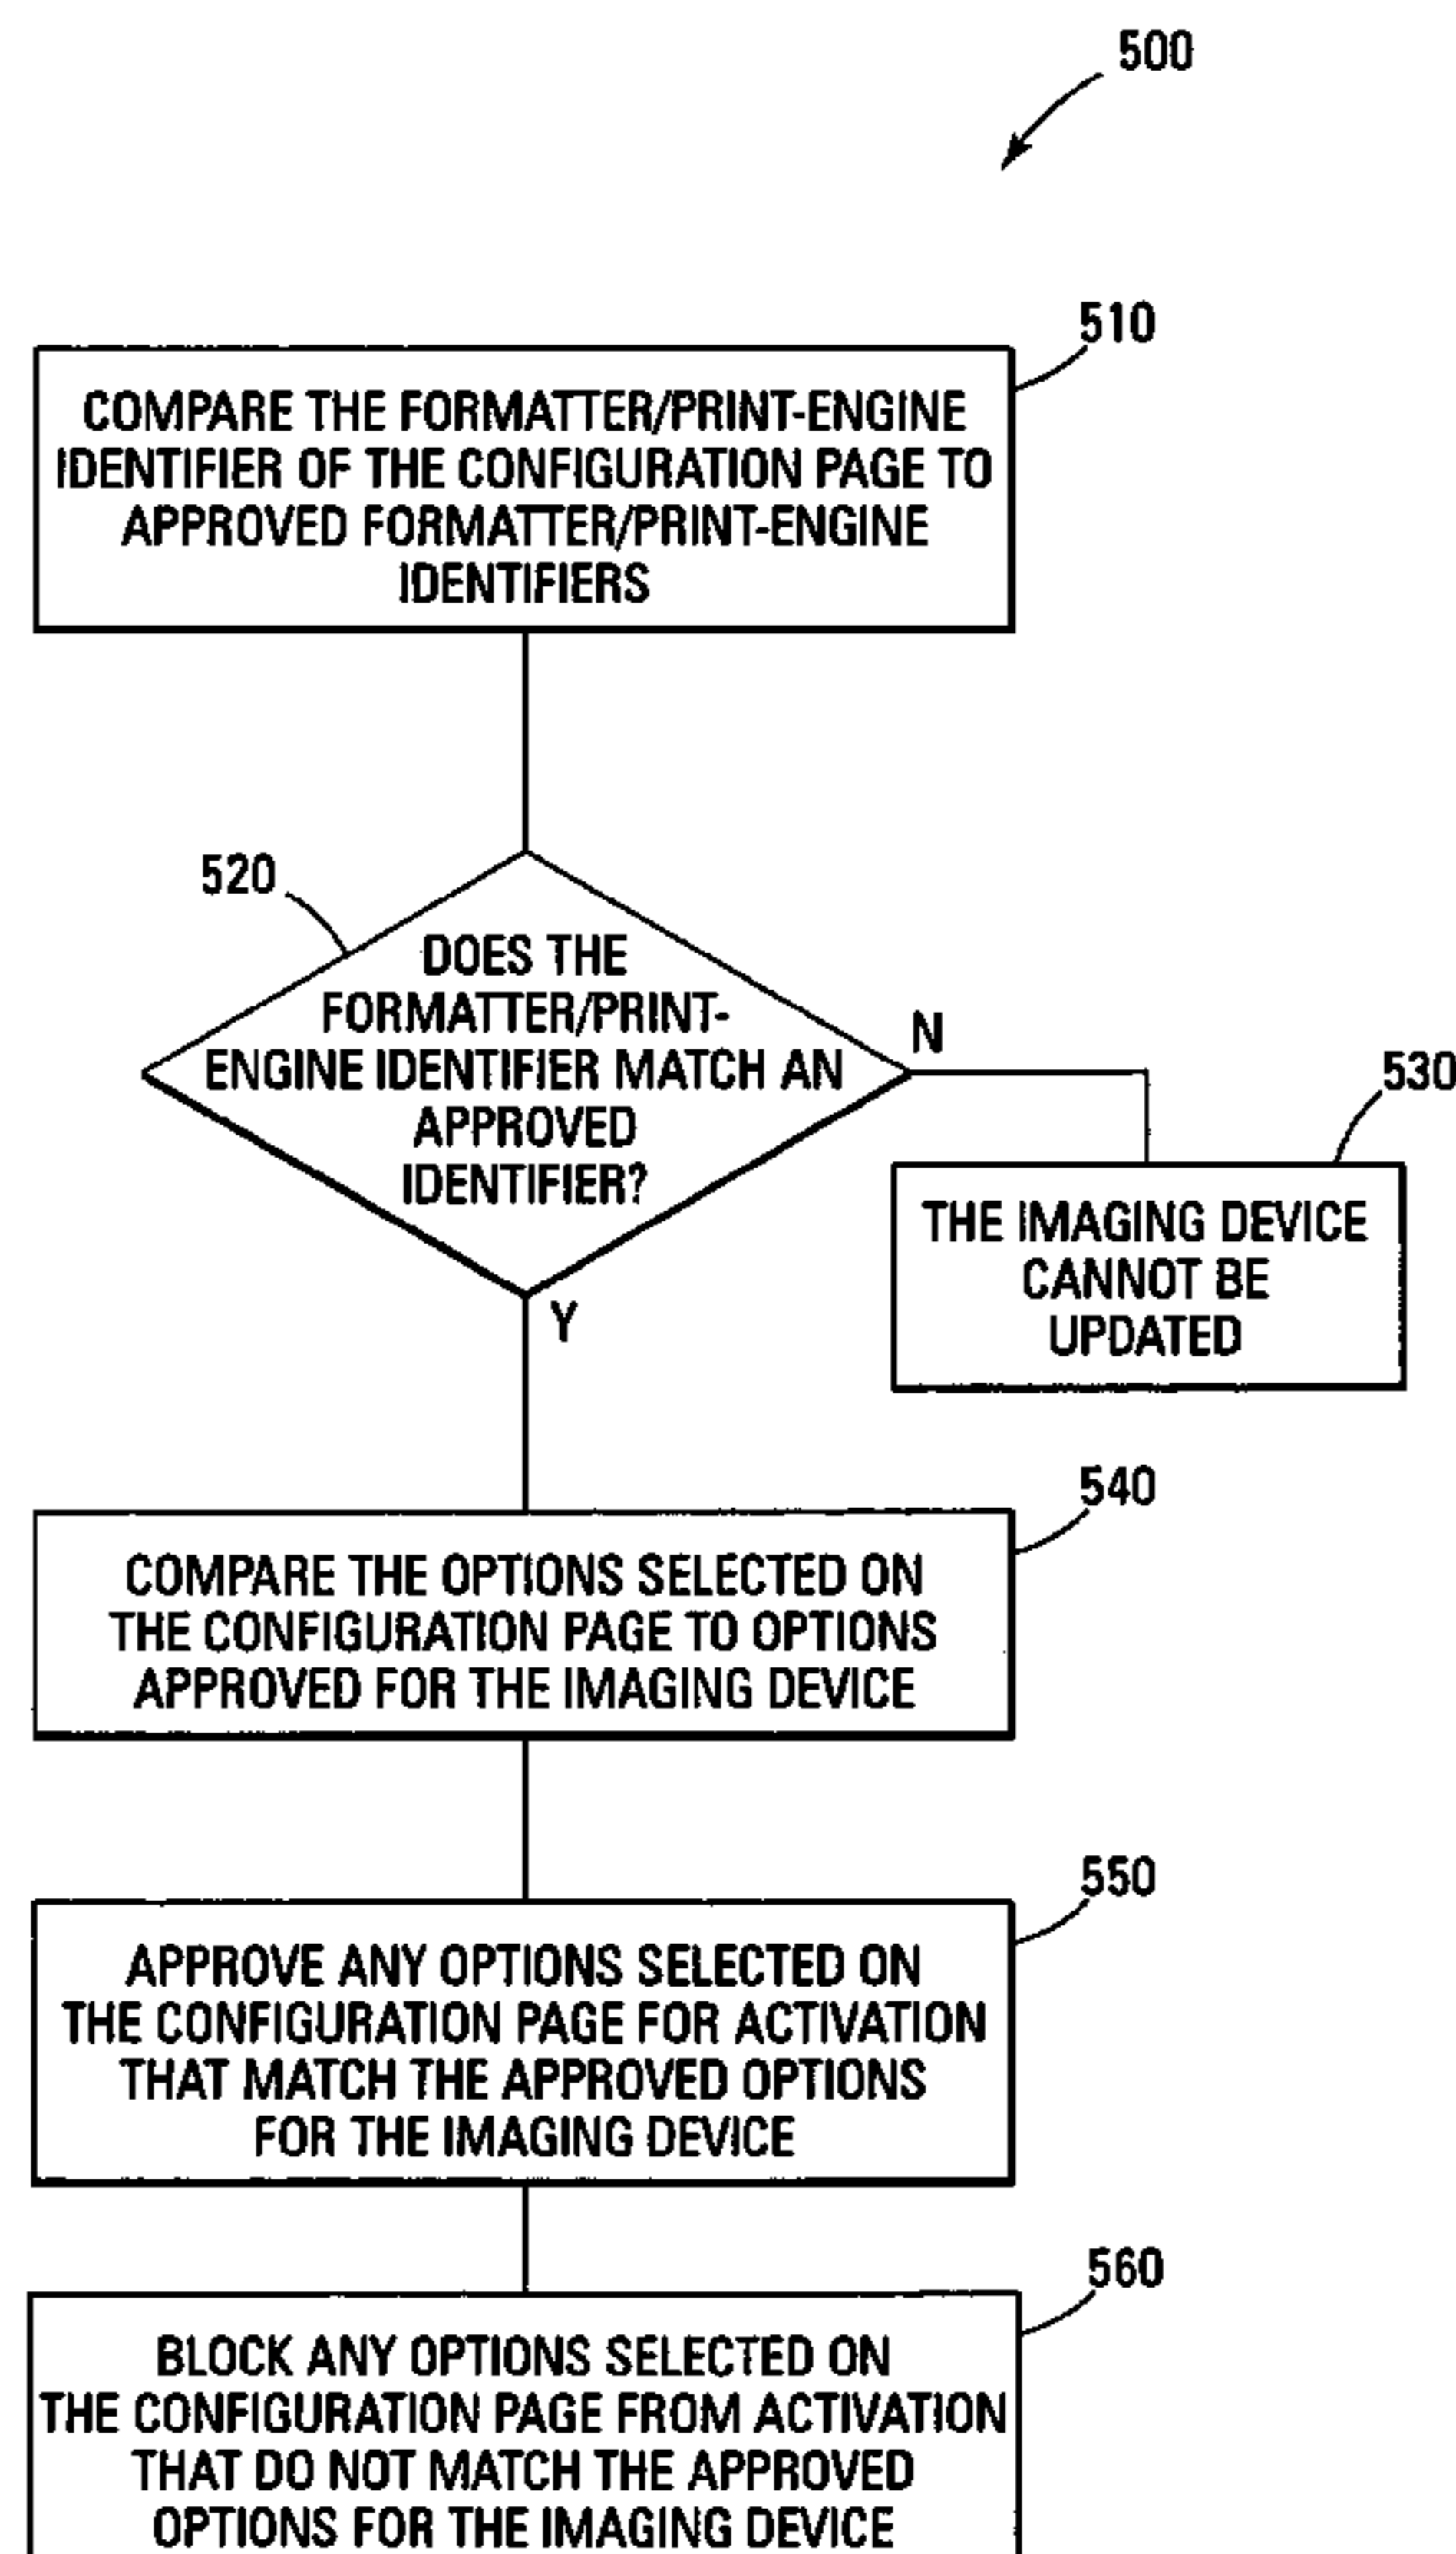 500
510
COMPARE THE FORMATTER/PRINT-ENGINE
IDENTIFIER OF THE CONFIGURATION PAGE TO
APPROVED FORMATTER/PRINT-ENGINE
IDENTIFIERS
520
DOES THE
FORMATTER/PRINT-
ENGINE IDENTIFIER MATCH AN
APPROVED
IDENTIFIER?
N
Y
530
THE IMAGING DEVICE
CANNOT BE
UPDATED
540
COMPARE THE OPTIONS SELECTED ON
THE CONFIGURATION PAGE TO OPTIONS
APPROVED FOR THE IMAGING DEVICE
550
APPROVE ANY OPTIONS SELECTED ON
THE CONFIGURATION PAGE FOR ACTIVATION
THAT MATCH THE APPROVED OPTIONS
FOR THE IMAGING DEVICE
560
BLOCK ANY OPTIONS SELECTED ON
THE CONFIGURATION PAGE FROM ACTIVATION
THAT DO NOT MATCH THE APPROVED
OPTIONS FOR THE IMAGING DEVICE